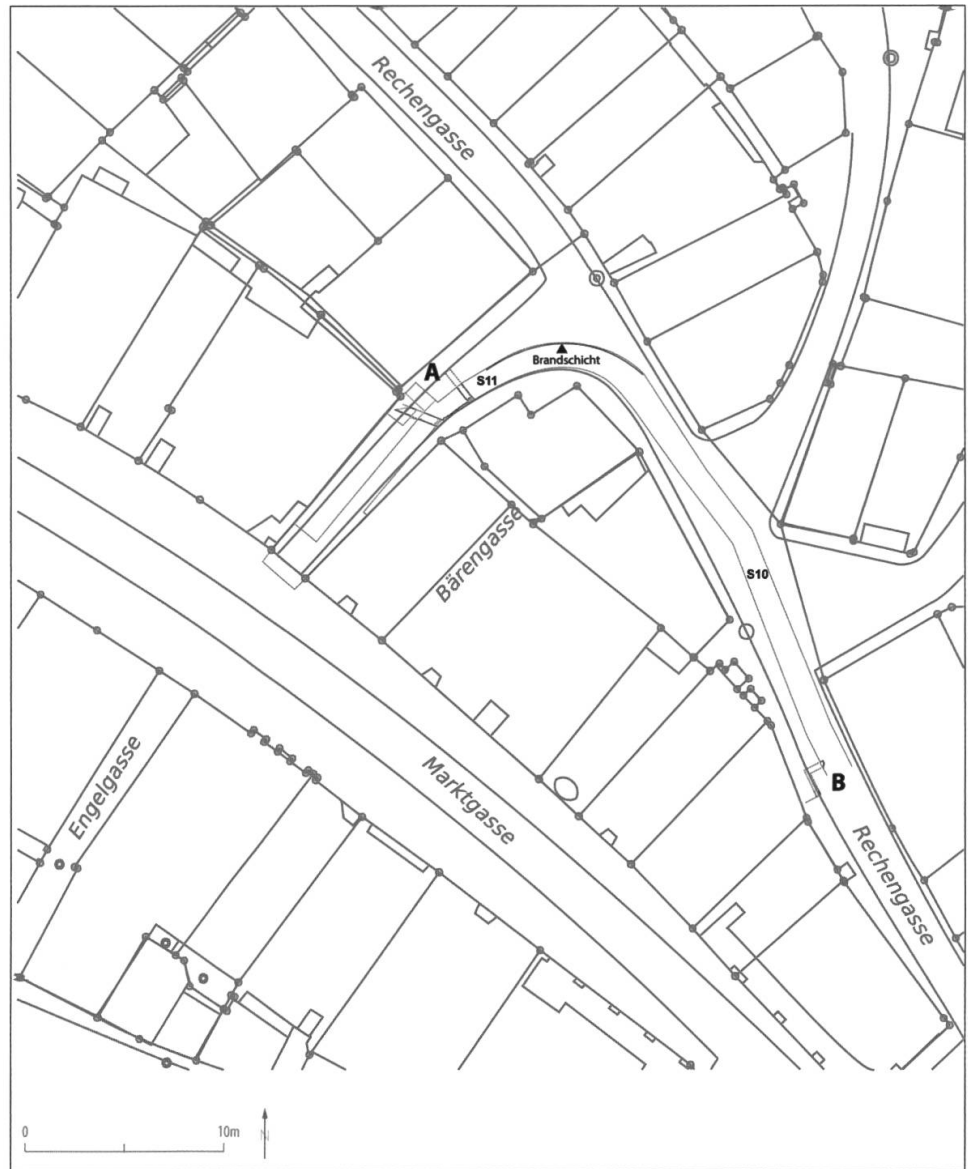 Rechengasse
A
S11
Brandschicht
Bärengasse
S10
Engelgasse
Marktgasse
B
Rechengasse
0
10m
N